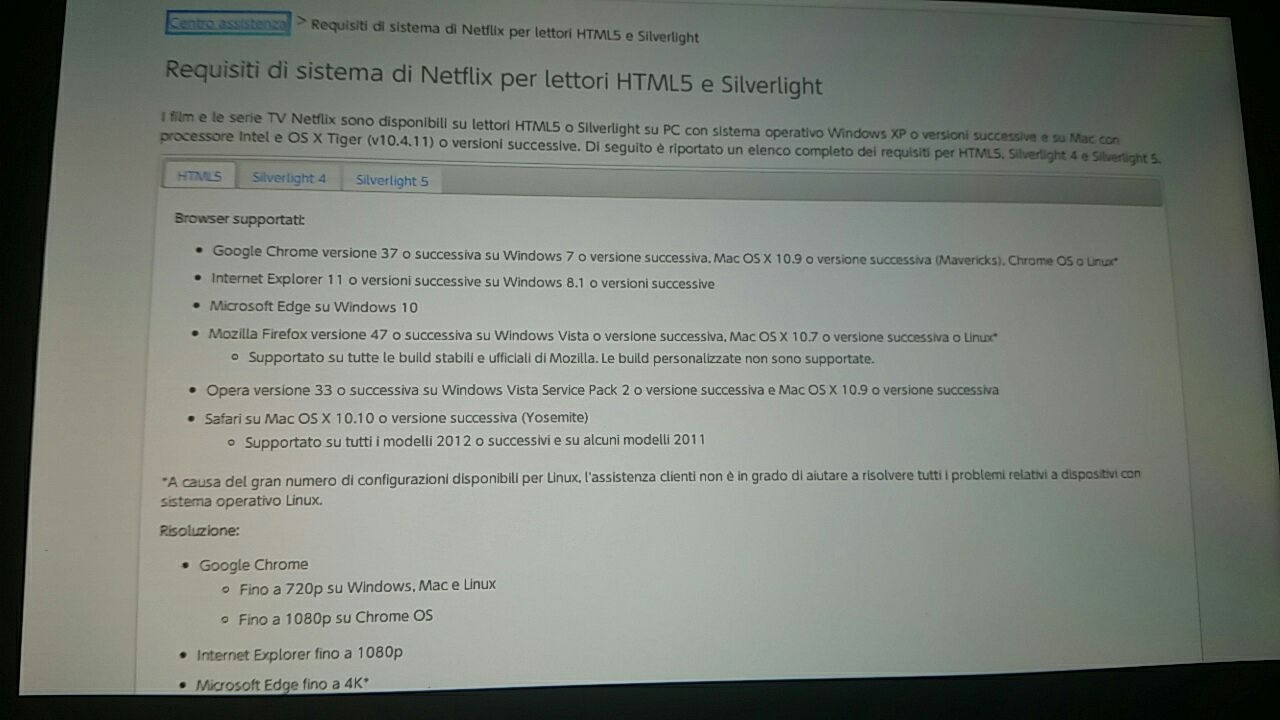 Centro assistenza > Requisiti di sistema di Netflix per lettori HTML5 e Silverlight
Requisiti di sistema di Netflix per lettori HTML5 e Silverlight
I film e le serie TV Netflix sono disponibili su lettori HTML5 o Silverlight su PC con sistema operativo Windows XP o versioni successive e su Mac con
processore Intel e OS X Tiger (v10.4.11) o versioni successive. Di seguito è riportato un elenco completo dei requisiti per HTML5, Silverlight 4 e Silverlight 5.
HTML5 Silverlight 4 Silverlight 5
Browser supportati:
• Google Chrome versione 37 o successiva su Windows 7 o versione successiva, Mac OS X 10.9 o versione successiva (Mavericks), Chrome OS o Linux*
• Internet Explorer 11 o versioni successive su Windows 8.1 o versioni successive
• Microsoft Edge su Windows 10
• Mozilla Firefox versione 47 o successiva su Windows Vista o versione successiva, Mac OS X 10.7 o versione successiva o Linux*
○ Supportato su tutte le build stabili e ufficiali di Mozilla. Le build personalizzate non sono supportate.
• Opera versione 33 o successiva su Windows Vista Service Pack 2 o versione successiva e Mac OS X 10.9 o versione successiva
• Safari su Mac OS X 10.10 o versione successiva (Yosemite)
○ Supportato su tutti i modelli 2012 o successivi e su alcuni modelli 2011
*A causa del gran numero di configurazioni disponibili per Linux, l'assistenza clienti non è in grado di aiutare a risolvere tutti i problemi relativi a dispositivi con
sistema operativo Linux.
Risoluzione:
• Google Chrome
○ Fino a 720p su Windows, Mac e Linux
○ Fino a 1080p su Chrome OS
• Internet Explorer fino a 1080p
• Microsoft Edge fino a 4K*